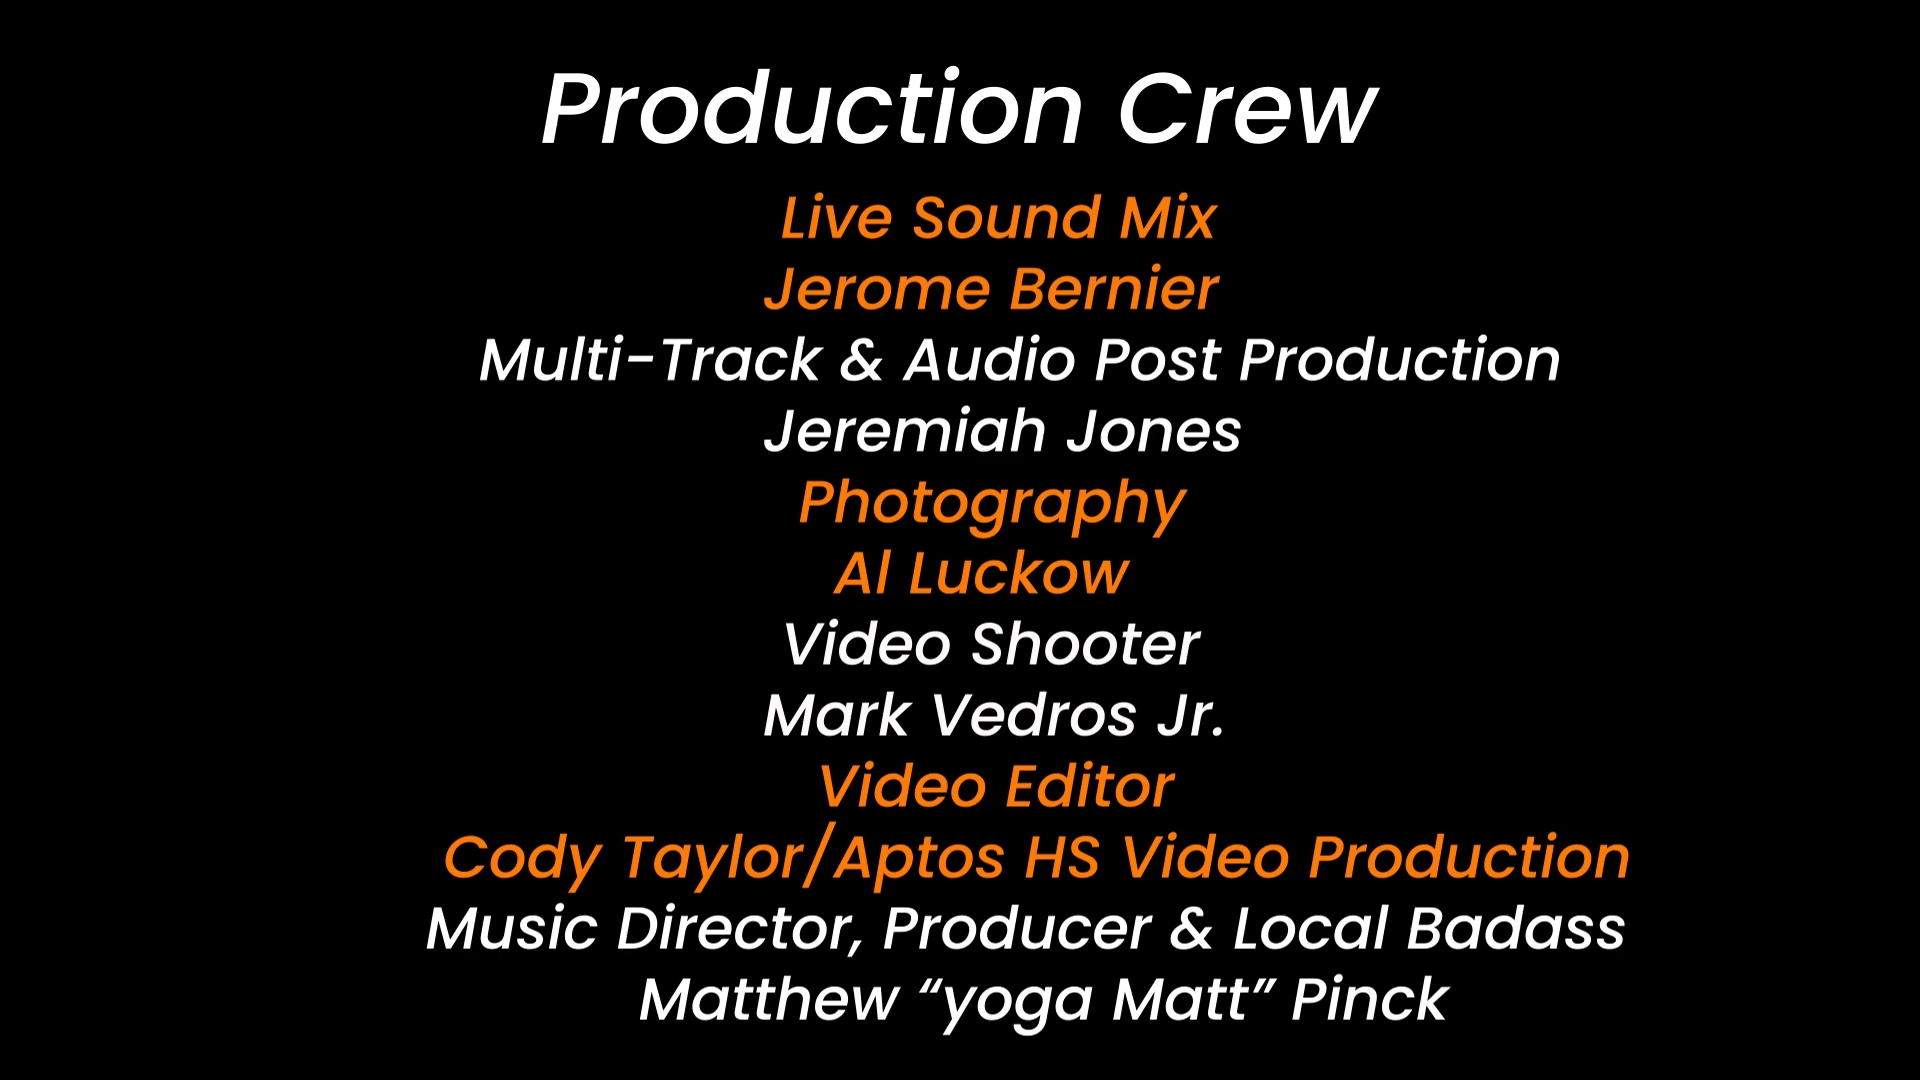 Production Crew
Live Sound Mix
Jerome Bernier
Multi-Track & Audio Post Production
Jeremiah Jones
Photography
Al Luckow
Video Shooter
Mark Vedros Jr.
Video Editor
Cody Taylor/Aptos HS Video Production
Music Director, Producer & Local Badass
Matthew “yoga Matt” Pinck